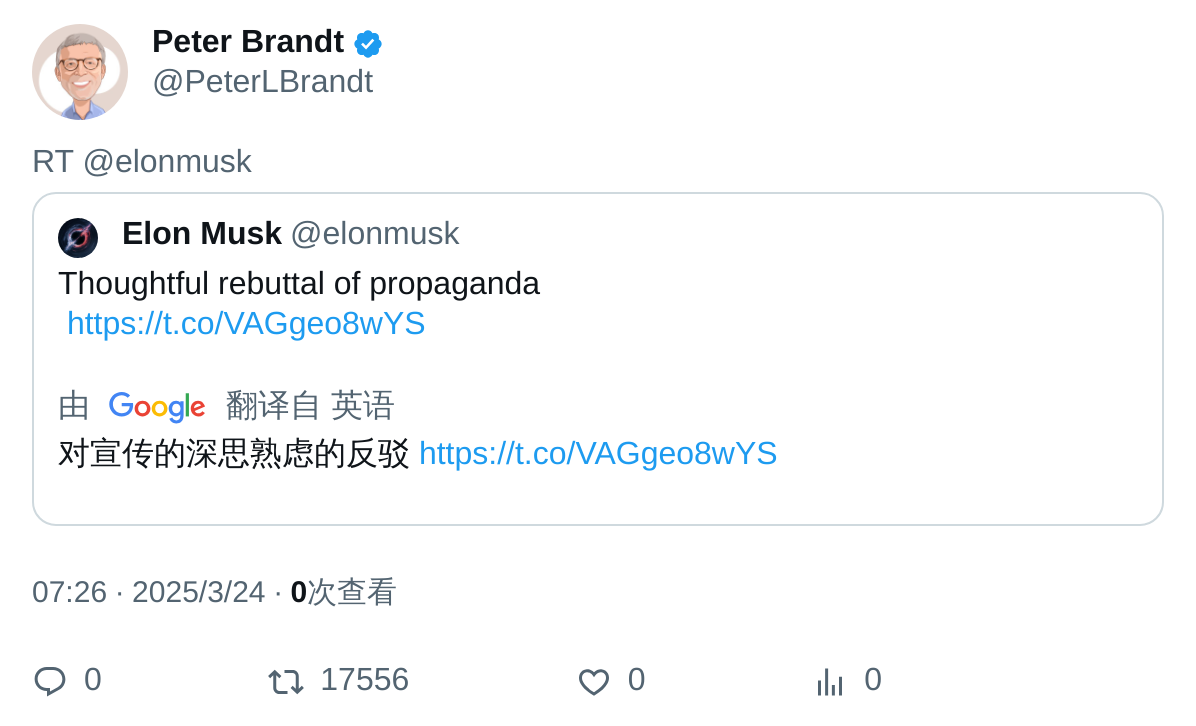 Peter Brandt
@PeterLBrandt
RT @elonmusk
Elon Musk @elonmusk
Thoughtful rebuttal of propaganda
https://t.co/VAGgeo8wYS
由 Google 翻译自 英语
对宣传的深思熟虑的反驳 https://t.co/VAGgeo8wYS
07:26 · 2025/3/24 · 0次查看
0 17556 0 0